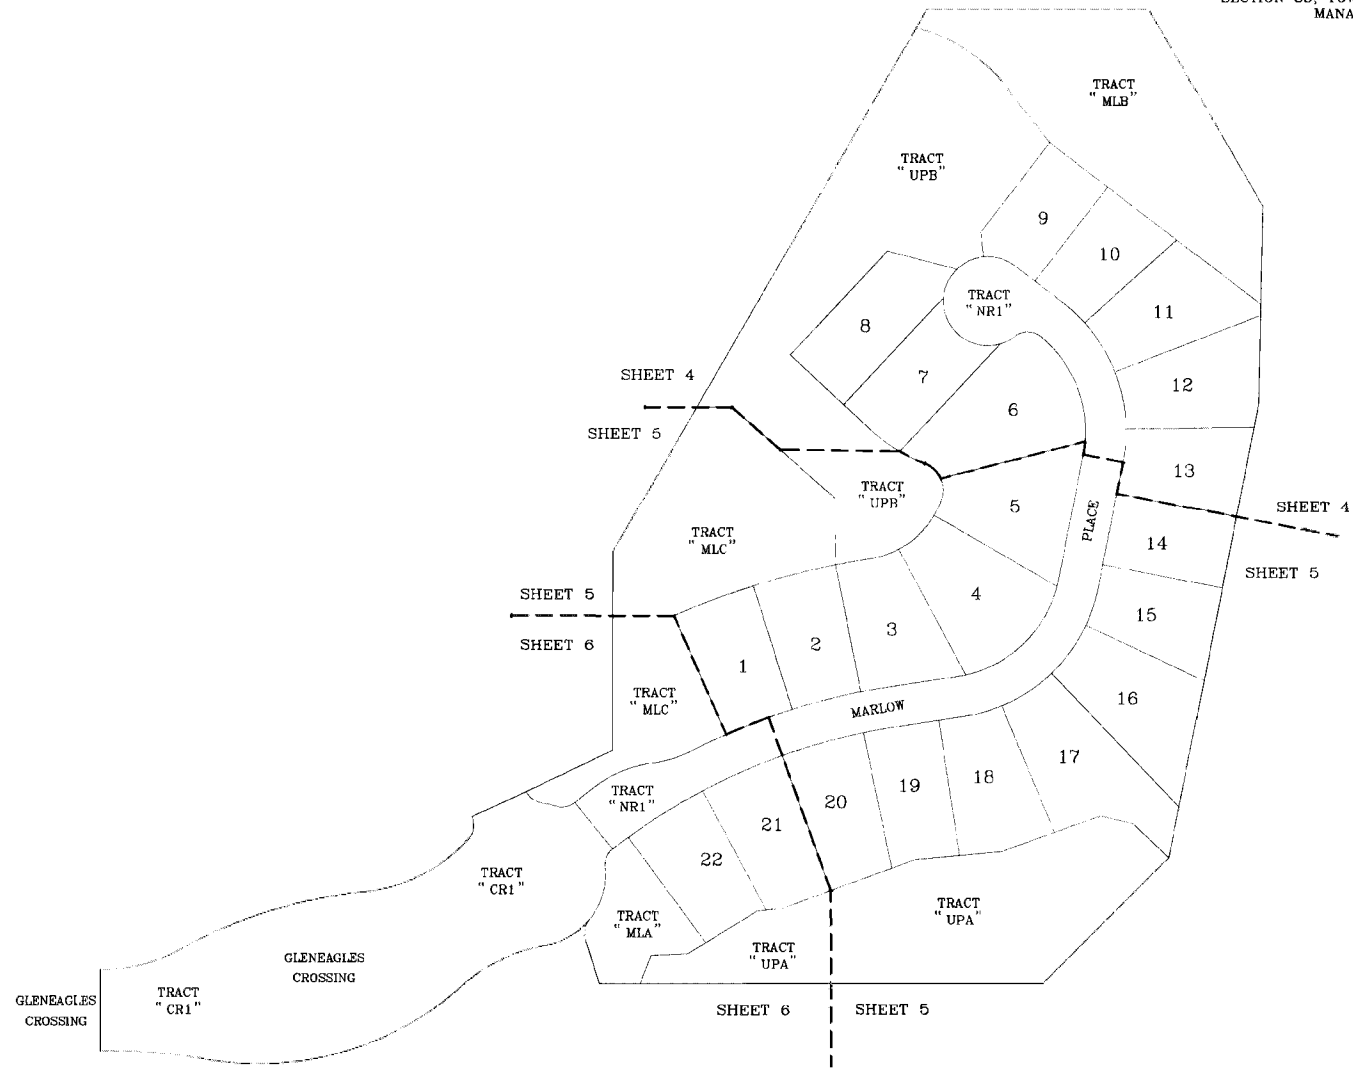 MANA
TRACT
"MLB"
TRACT
"UPB"
9
10
TRACT
"NR1"
11
8
7
SHEET 4
12
6
SHEET 5
13
TRACT
"UPB"
5
SHEET 4
PLACE
TRACT
"MLC"
14
SHEET 5
SHEET 5
4
15
3
SHEET 6
2
1
TRACT
"MLC"
16
MARLOW
17
18
19
TRACT
"NR1"
20
21
22
TRACT
"CR1"
TRACT
"MLA"
TRACT
"UPA"
TRACT
"UPA"
GLENEAGLES
CROSSING
TRACT
"CR1"
GLENEAGLES
CROSSING
SHEET 6
SHEET 5